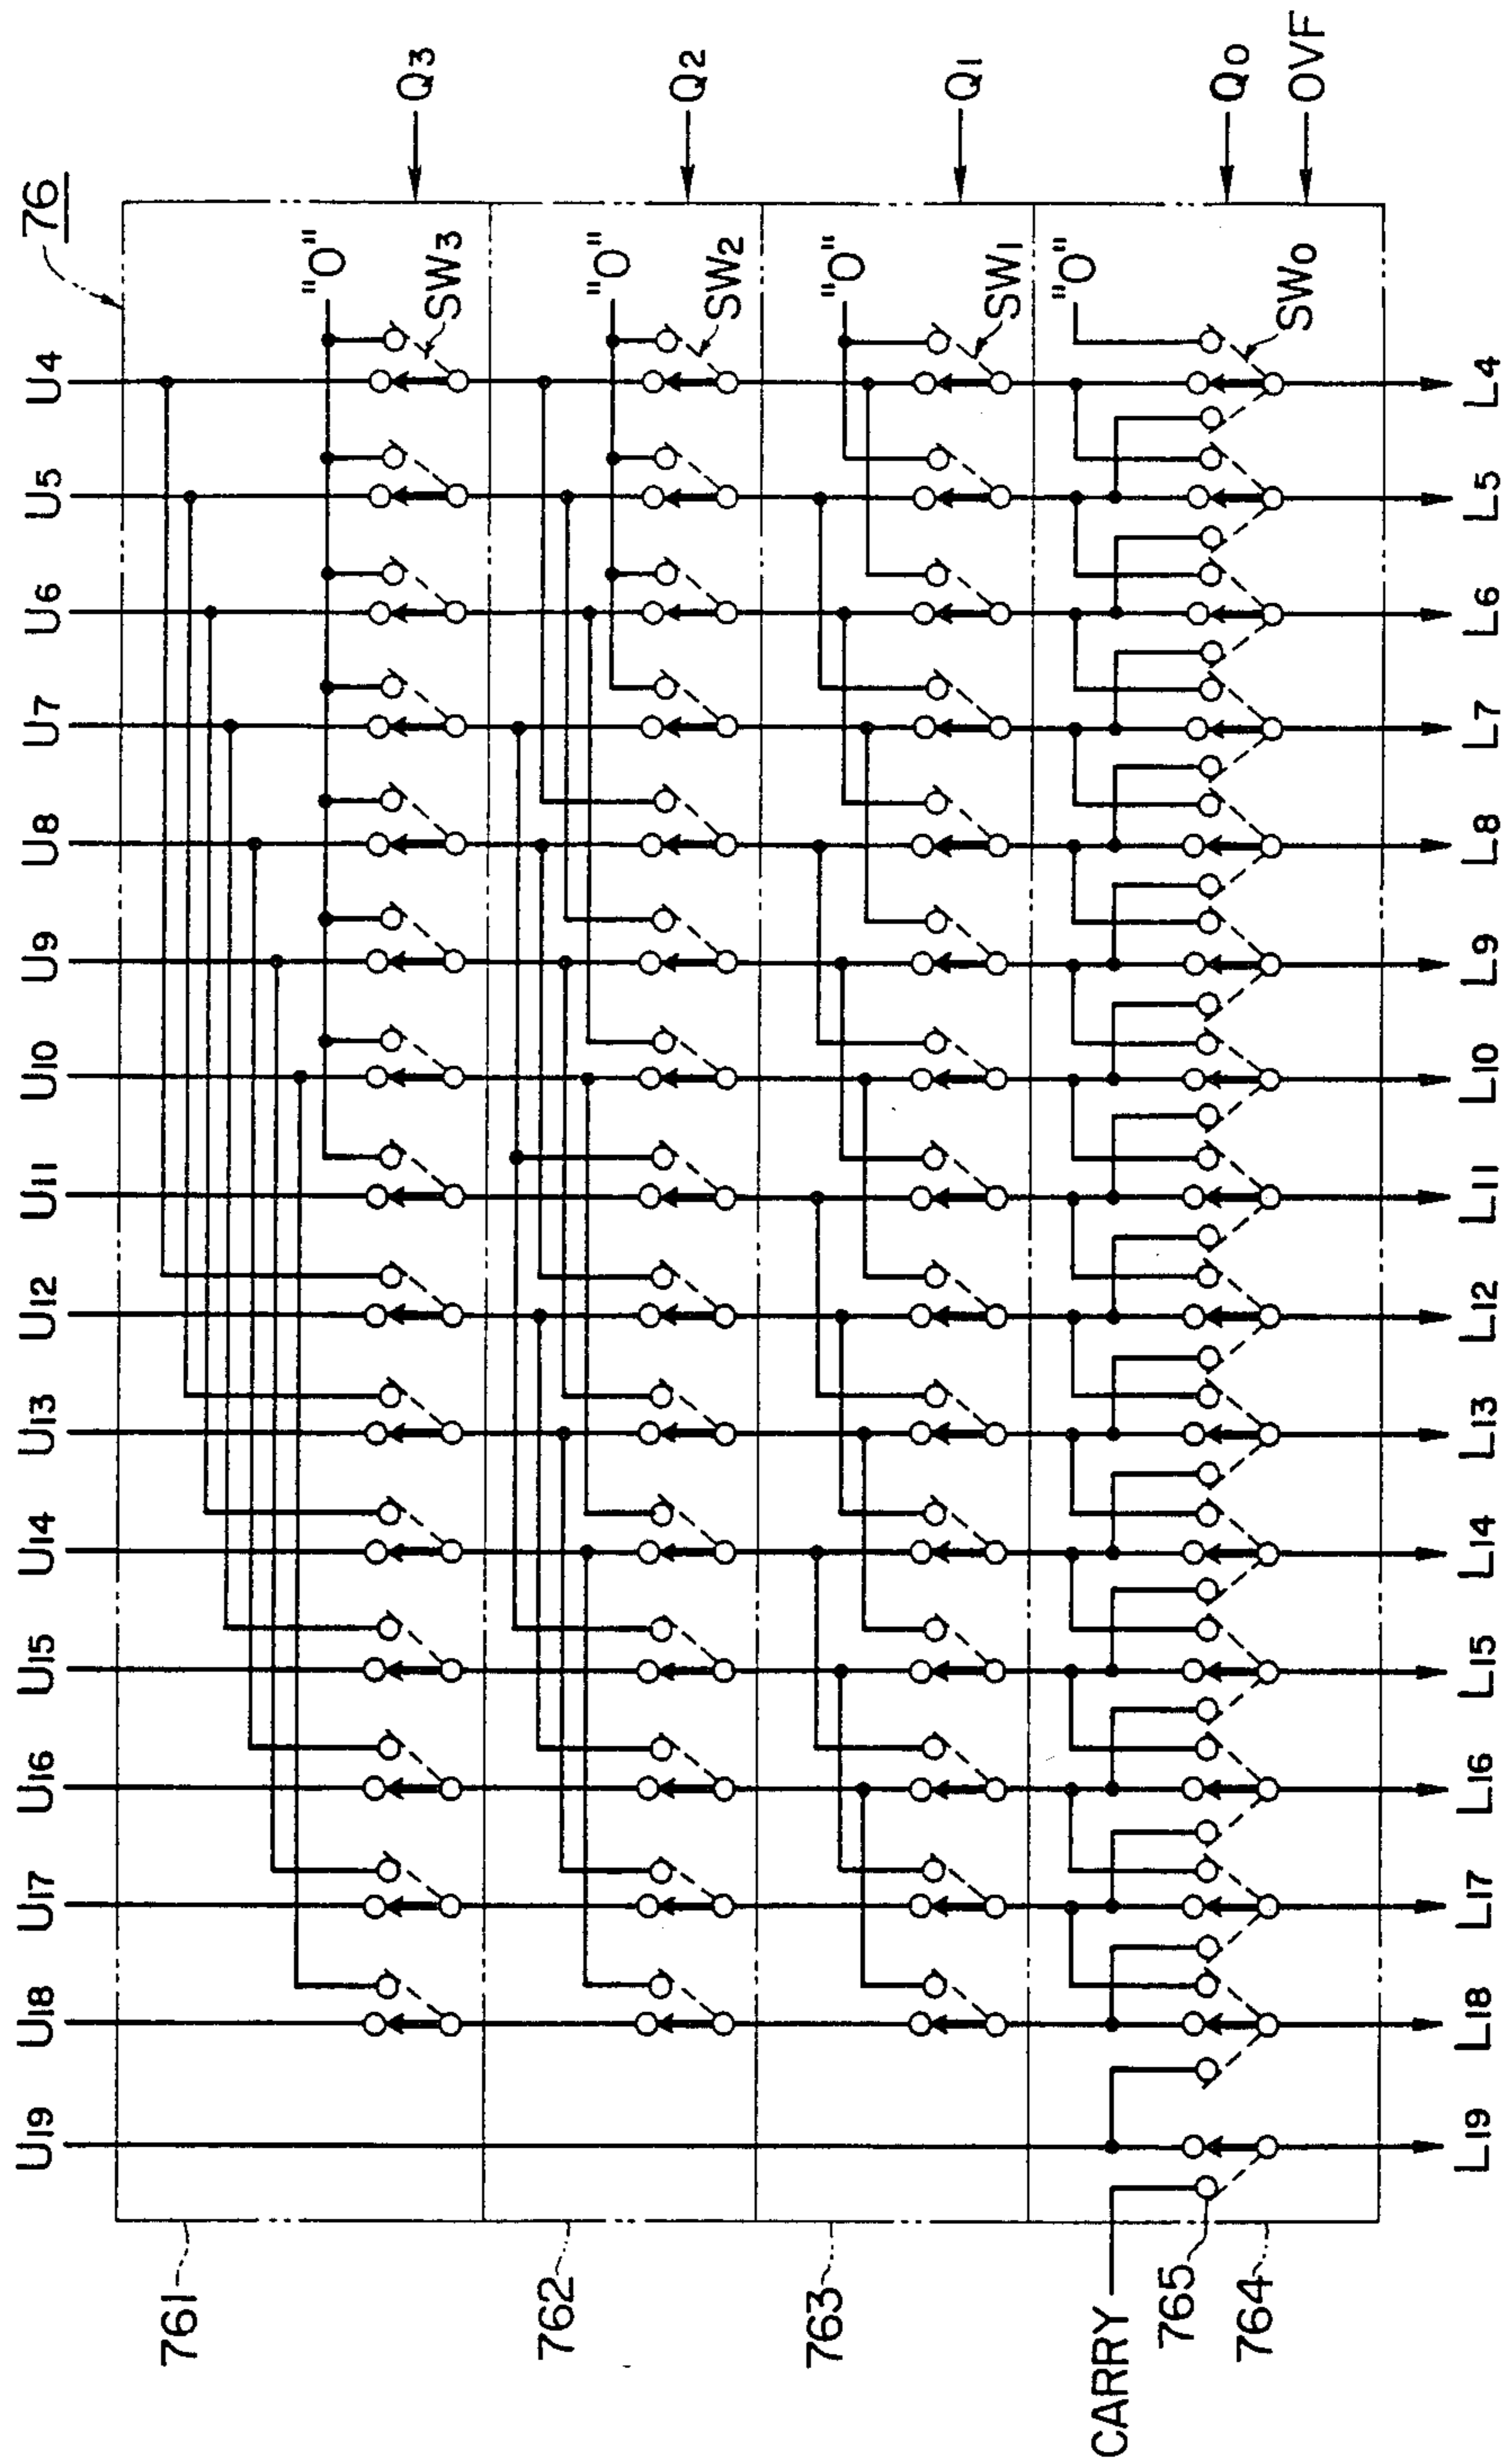 76
U19 U18 U17 U16 U15 U14 U13 U12 U11 U10 U9 U8 U7 U6 U5 U4
761
"0"
SW3
Q3
762
"0"
SW2
Q2
763
"0"
SW1
Q1
CARRY
"0"
765
SW0
Q0
764
OVF
L19 L18 L17 L16 L15 L14 L13 L12 L11 L10 L9 L8 L7 L6 L5 L4